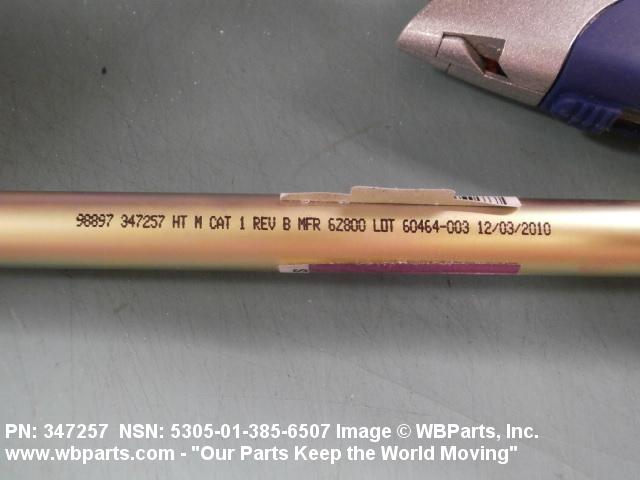 98897 347257 HT M CAT 1 REV B MFR 6Z800 LOT 60464-003 12/03/2010
S
PN: 347257  NSN: 5305-01-385-6507 Image © WBParts, Inc.
www.wbparts.com - "Our Parts Keep the World Moving"